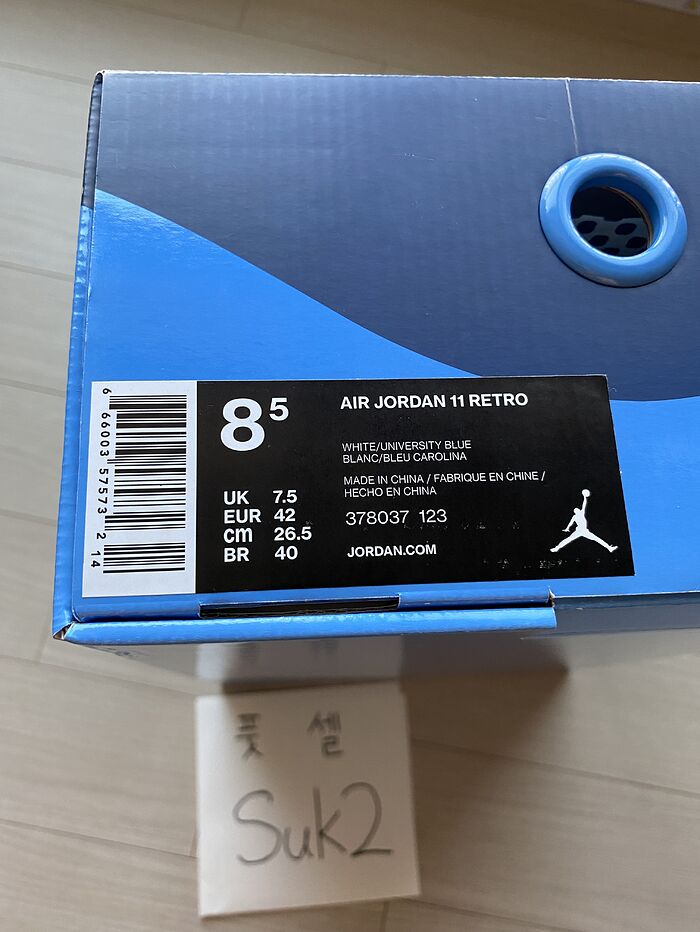 6 66003 57573 2 14
8 5
UK 7.5
EUR 42
cm 26.5
BR 40
AIR JORDAN 11 RETRO
WHITE/UNIVERSITY BLUE
BLANC/BLEU CAROLINA
MADE IN CHINA / FABRIQUE EN CHINE /
HECHO EN CHINA
378037 123
JORDAN.COM
풋셀
Suk2